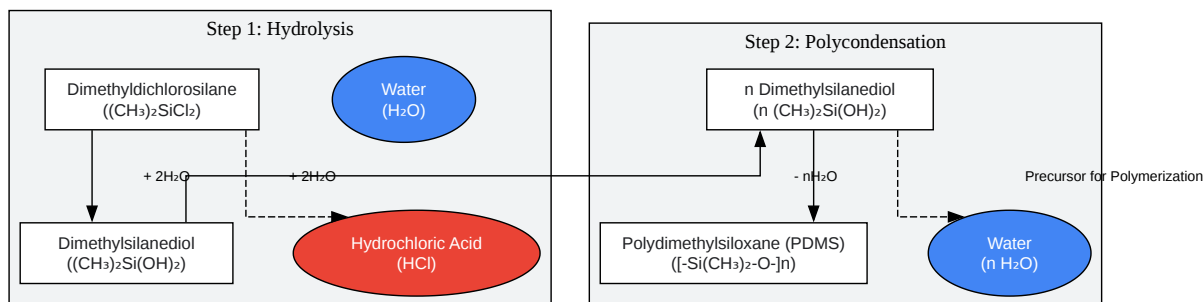 Step 1: Hydrolysis
Dimethyldichlorosilane
((CH₃)₂SiCl₂)
Water
(H₂O)
+ 2H₂O
+ 2H₂O
Dimethylsilanediol
((CH₃)₂Si(OH)₂)
Hydrochloric Acid
(HCl)
Step 2: Polycondensation
n Dimethylsilanediol
(n (CH₃)₂Si(OH)₂)
- nH₂O
Precursor for Polymerization
Polydimethylsiloxane (PDMS)
([-Si(CH₃)₂-O-]n)
Water
(n H₂O)